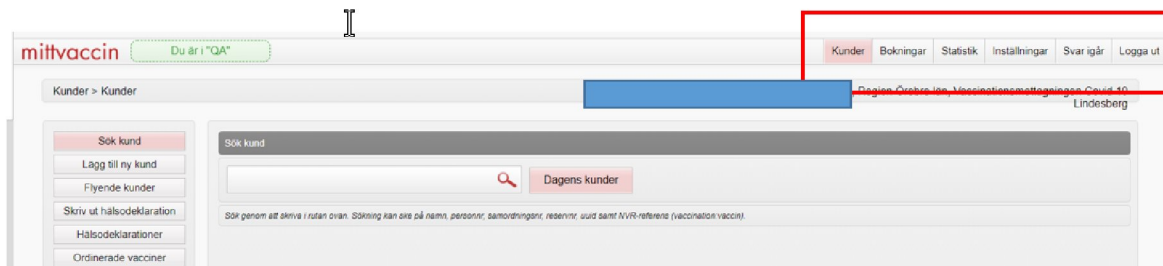 mittvaccin
Du är i "QA"
Kunder Bokningar Statistik Inställningar Svar igår Logga ut
Kunder > Kunder
Region Örebro län, Vaccinationsmottagningen Covid-19
Lindesberg
Sök kund
Lägg till ny kund
Flyende kunder
Skriv ut hälsodeklaration
Hälsodeklarationer
Ordinerade vacciner
Sök kund
Dagens kunder
Sök genom att skriva i rutan ovan. Sökning kan ske på namn, personnr, samordningsnr, reservnr, uuid samt NVR-referens (vaccination vaccin).